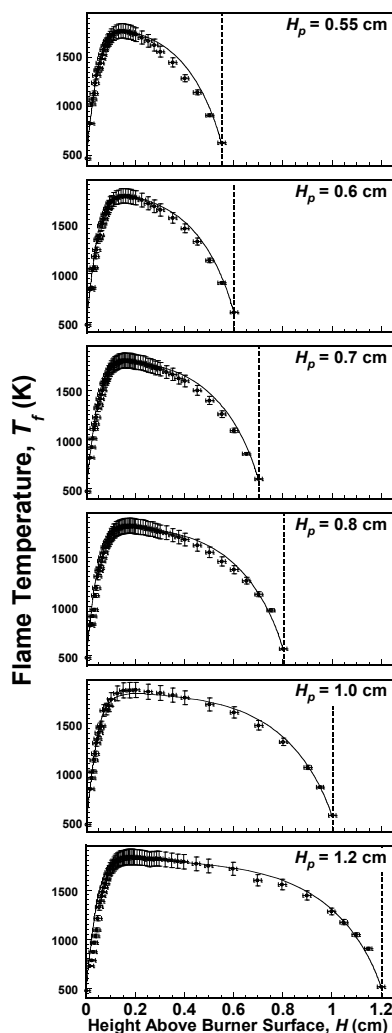 H_p = 0.55 cm
1500
1000
500
H_p = 0.6 cm
1500
1000
500
H_p = 0.7 cm
1500
1000
500
H_p = 0.8 cm
1500
1000
500
H_p = 1.0 cm
1500
1000
500
H_p = 1.2 cm
1500
1000
500
0 0.2 0.4 0.6 0.8 1.0 1.2
Height Above Burner Surface, H (cm)
Flame Temperature, T_f (K)